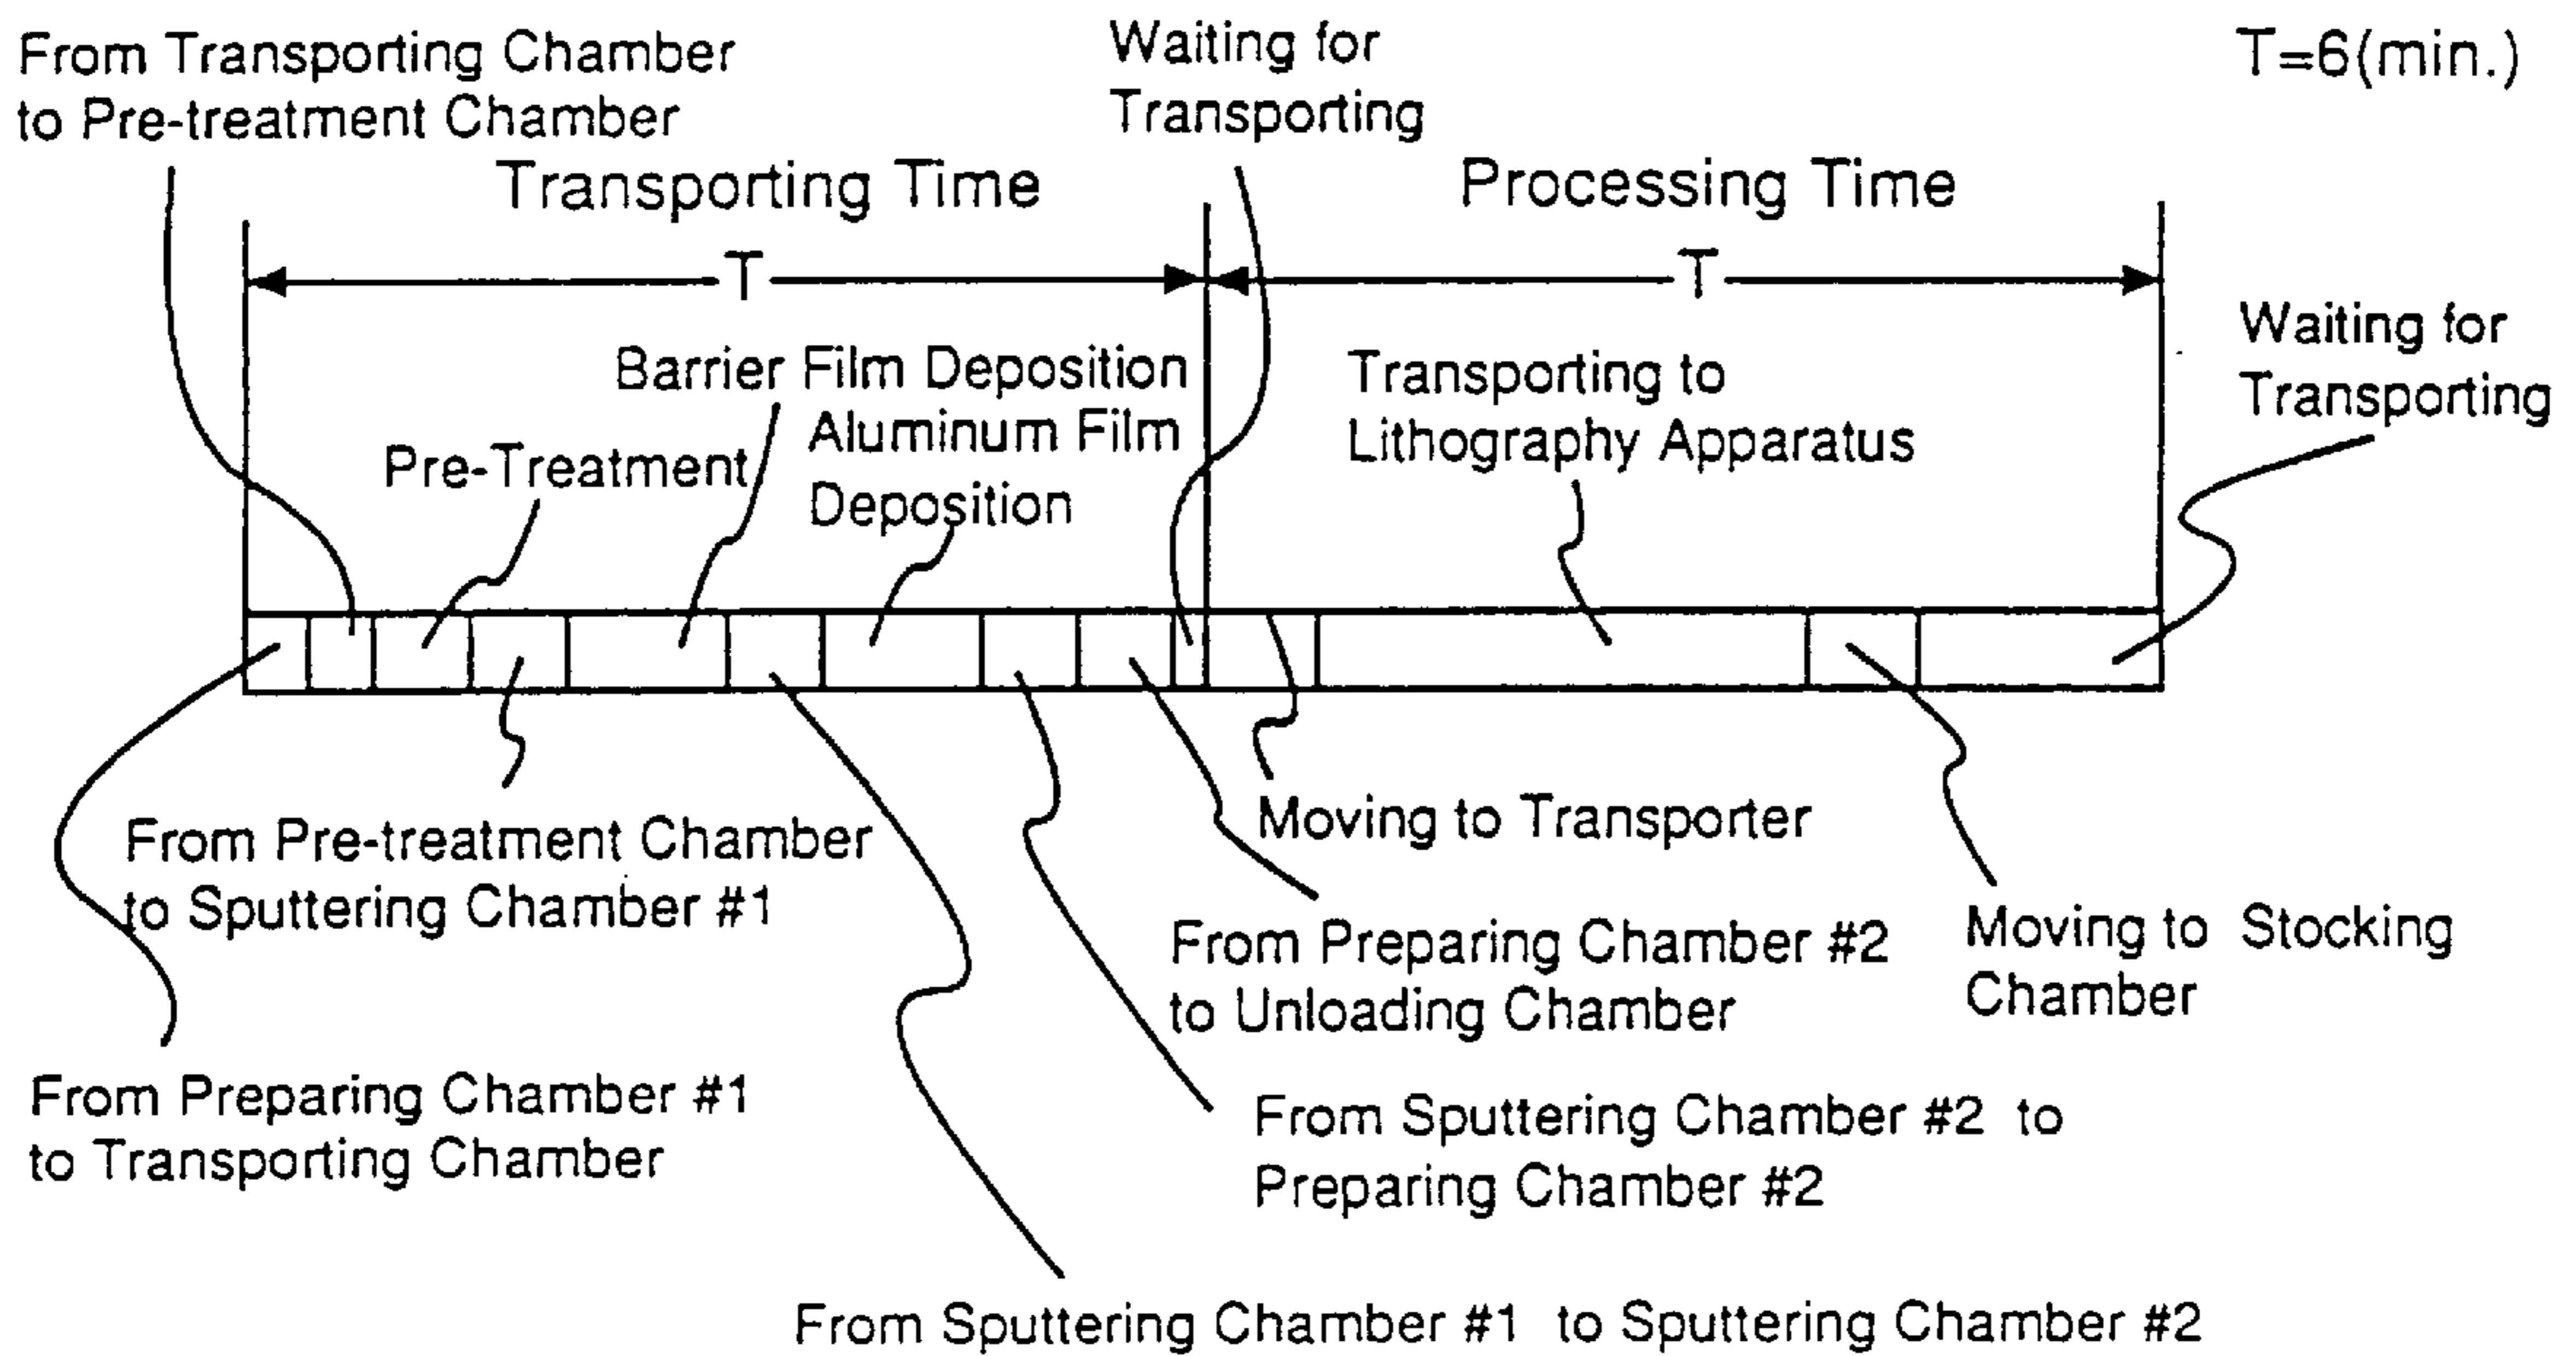 From Transporting Chamber
to Pre-treatment Chamber
Waiting for
Transporting
T=6(min.)
Transporting Time
Processing Time
T
T
Barrier Film Deposition
Aluminum Film
Deposition
Pre-Treatment
Transporting to
Lithography Apparatus
Waiting for
Transporting
From Pre-treatment Chamber
to Sputtering Chamber #1
Moving to Transporter
From Preparing Chamber #2
to Unloading Chamber
Moving to Stocking
Chamber
From Preparing Chamber #1
to Transporting Chamber
From Sputtering Chamber #2 to
Preparing Chamber #2
From Sputtering Chamber #1 to Sputtering Chamber #2